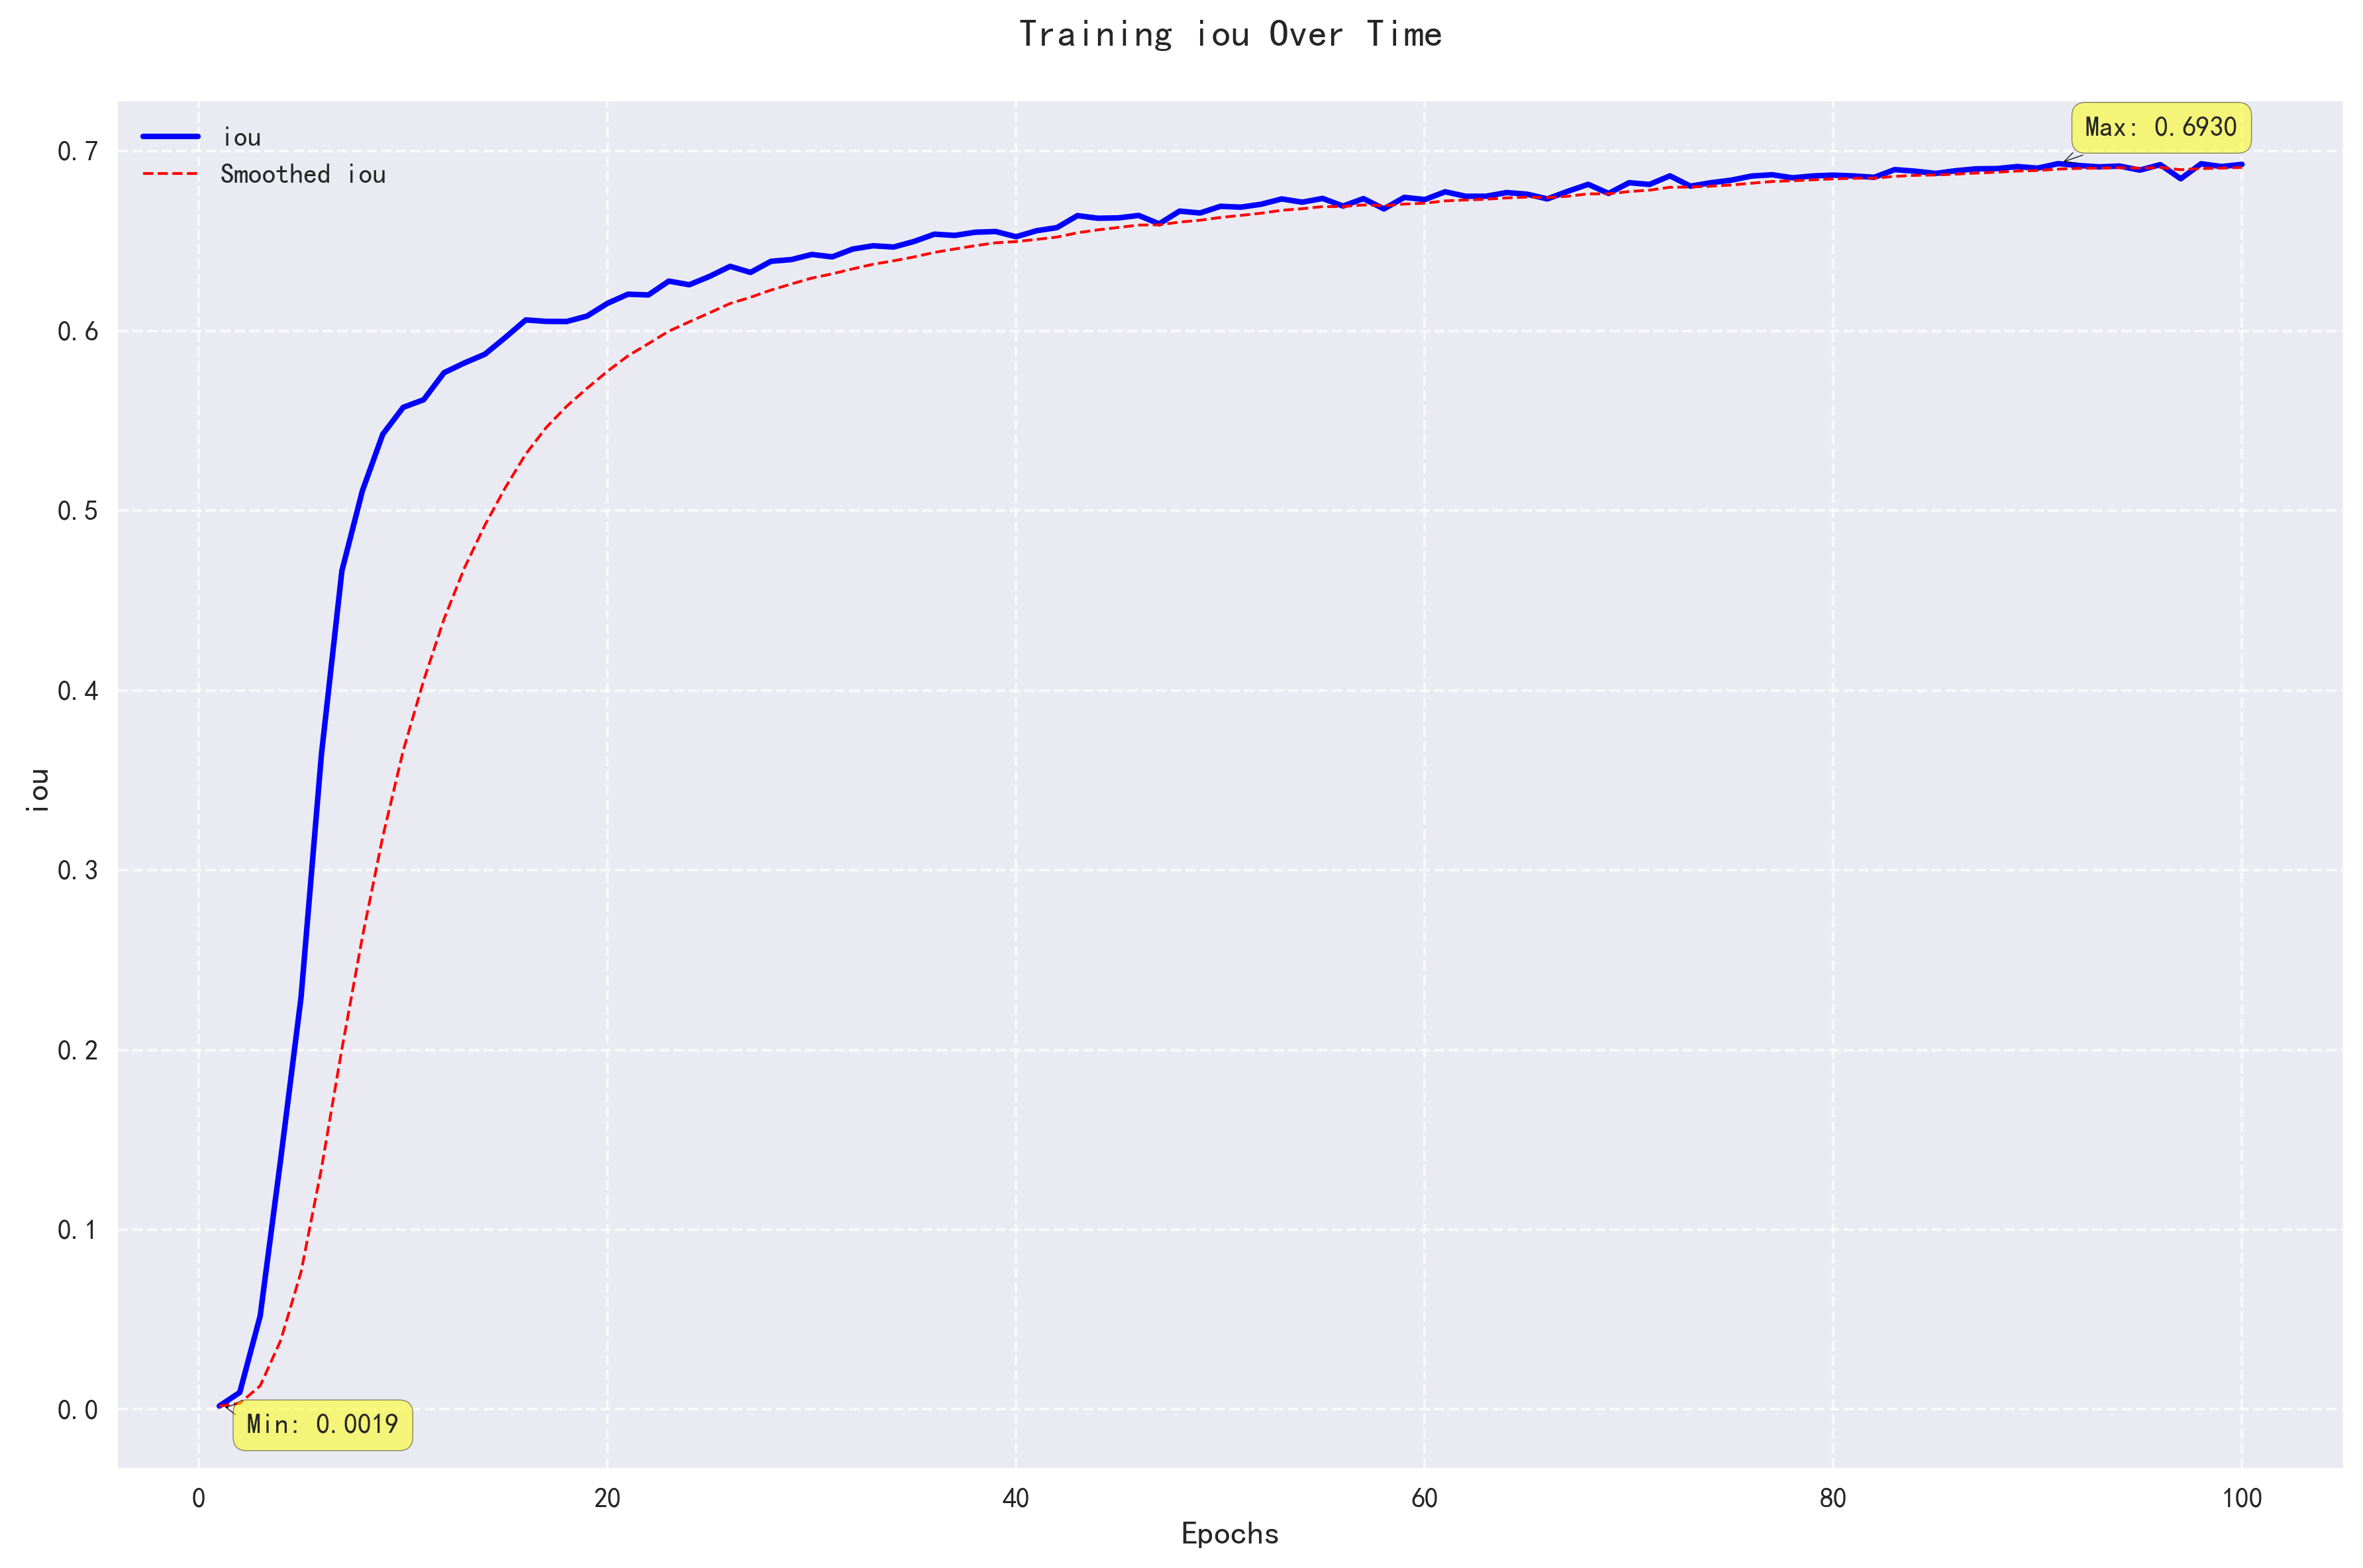 Training iou Over Time
iou
Smoothed iou
Max: 0.6930
0.7
0.6
0.5
0.4
0.3
0.2
0.1
0.0
iou
Min: 0.0019
0 20 40 60 80 100
Epochs